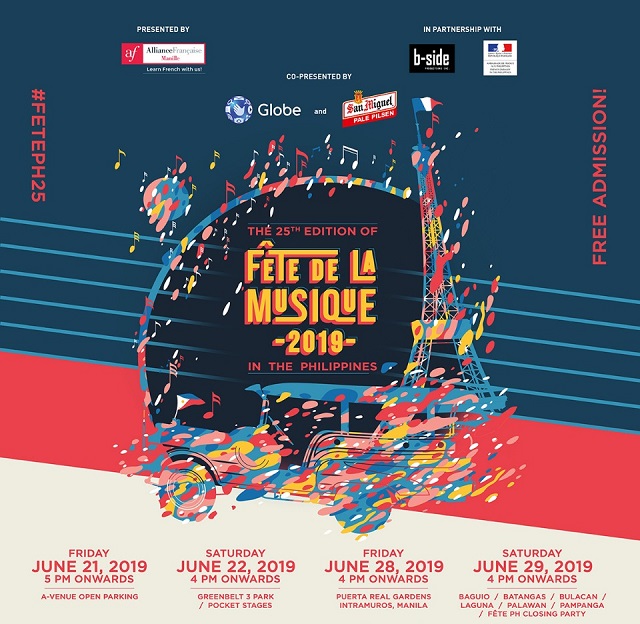 PRESENTED BY
af AllianceFrançaise
Manille
Learn French with us!
IN PARTNERSHIP WITH
b-side
CO-PRESENTED BY
Globe and San Miguel
PALE PILSEN
#FETEPH25
FREE ADMISSION!
THE 25TH EDITION OF
FÊTE DE LA
MUSIQUE
-2019-
IN THE PHILIPPINES
FRIDAY
JUNE 21, 2019
5 PM ONWARDS
A-VENUE OPEN PARKING
SATURDAY
JUNE 22, 2019
4 PM ONWARDS
GREENBELT 3 PARK
/ POCKET STAGES
FRIDAY
JUNE 28, 2019
4 PM ONWARDS
PUERTA REAL GARDENS
INTRAMUROS, MANILA
SATURDAY
JUNE 29, 2019
4 PM ONWARDS
BAGUIO / BATANGAS / BULACAN /
LAGUNA / PALAWAN / PAMPANGA
/ FÊTE PH CLOSING PARTY